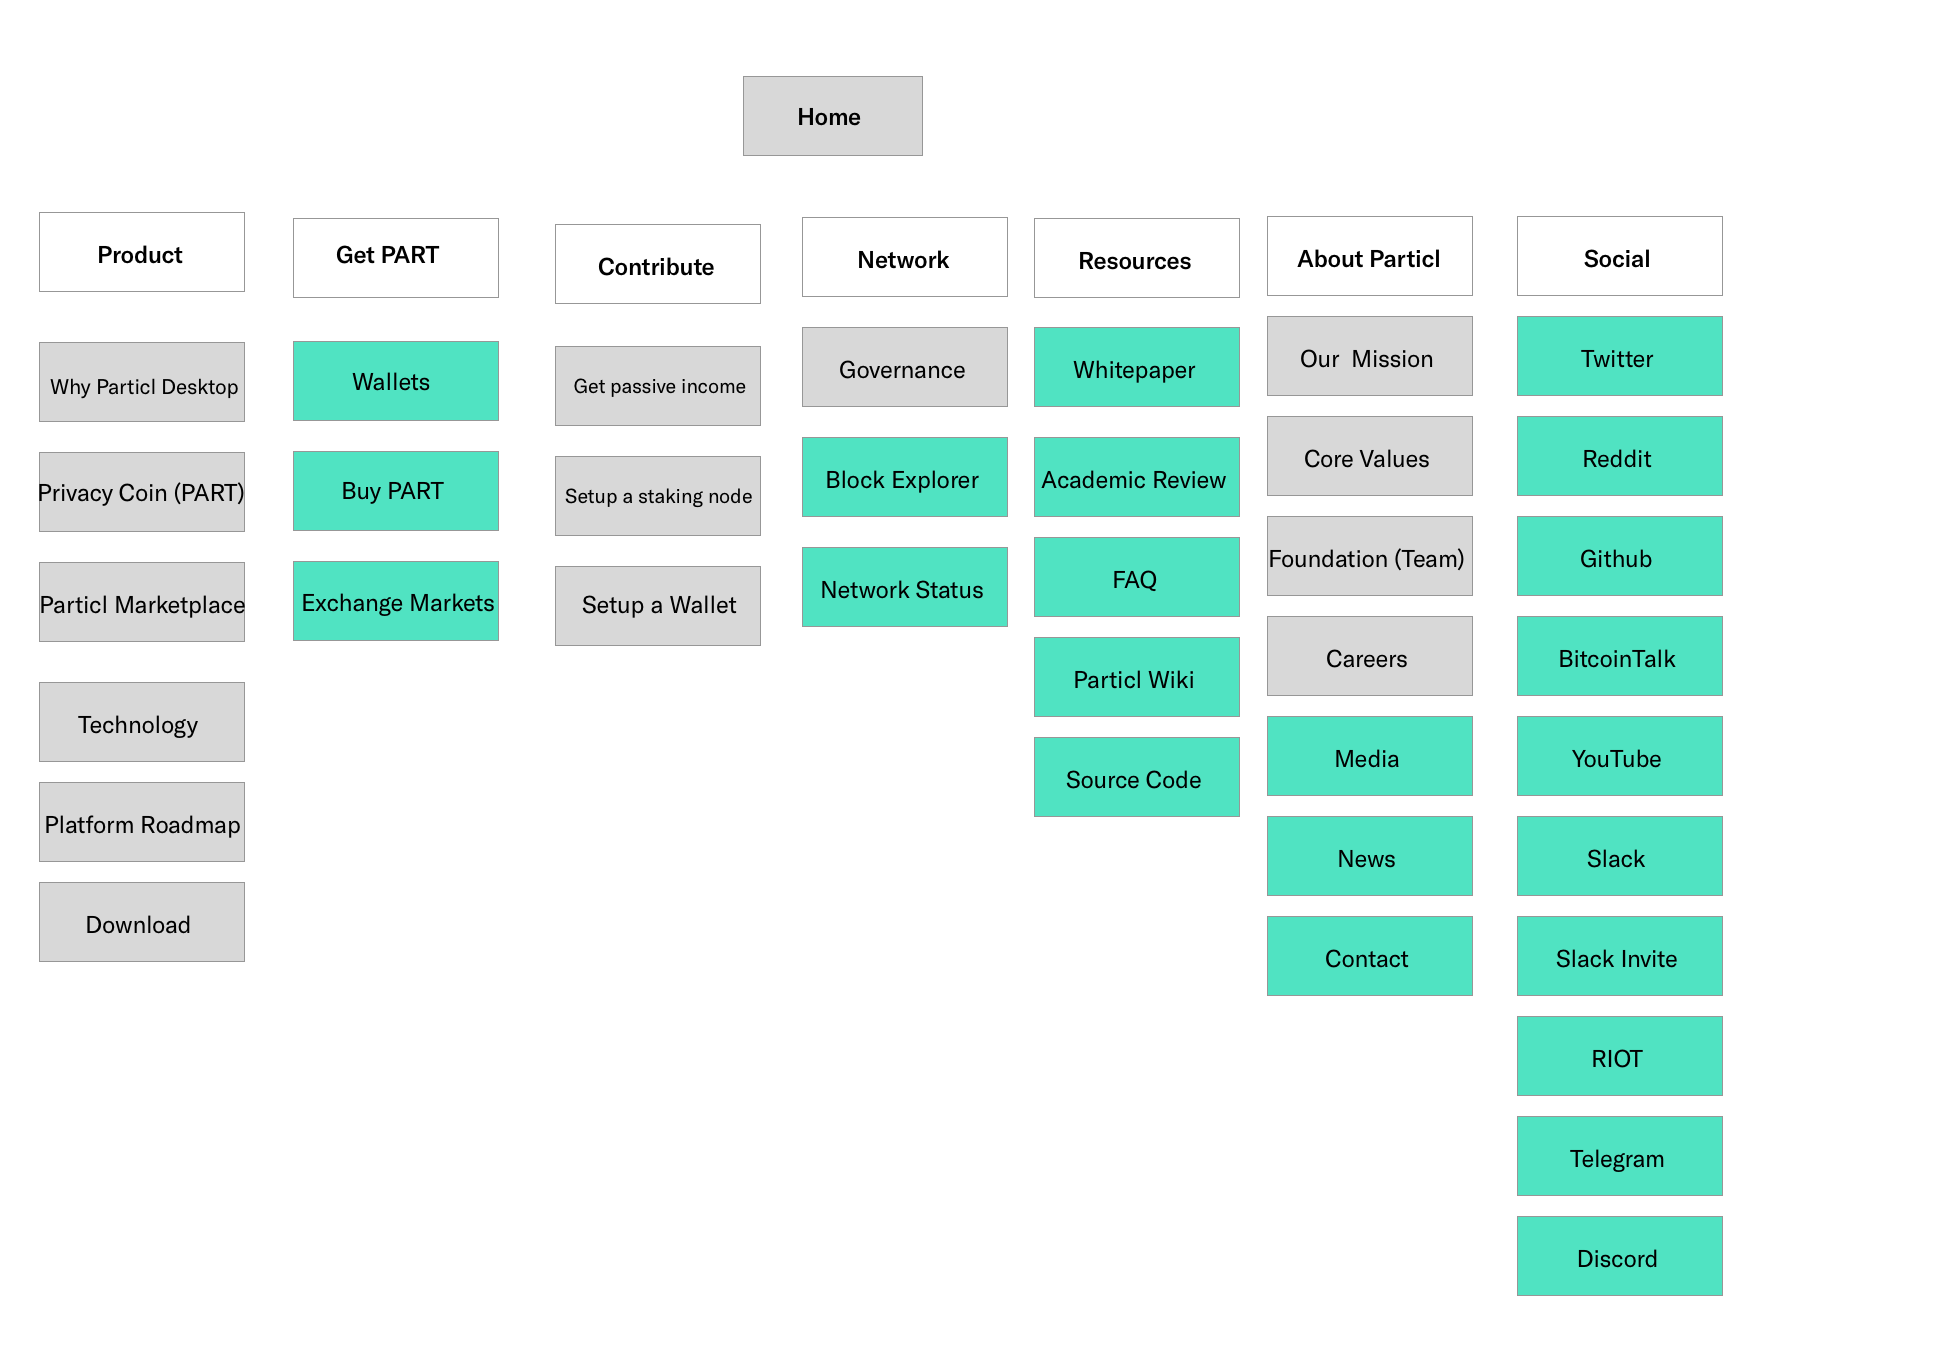 Home
Product
Get PART
Contribute
Network
Resources
About Particl
Social
Why Particl Desktop
Privacy Coin (PART)
Particl Marketplace
Technology
Platform Roadmap
Download
Wallets
Buy PART
Exchange Markets
Get passive income
Setup a staking node
Setup a Wallet
Governance
Block Explorer
Network Status
Whitepaper
Academic Review
FAQ
Particl Wiki
Source Code
Our  Mission
Core Values
Foundation (Team)
Careers
Media
News
Contact
Twitter
Reddit
Github
BitcoinTalk
YouTube
Slack
Slack Invite
RIOT
Telegram
Discord